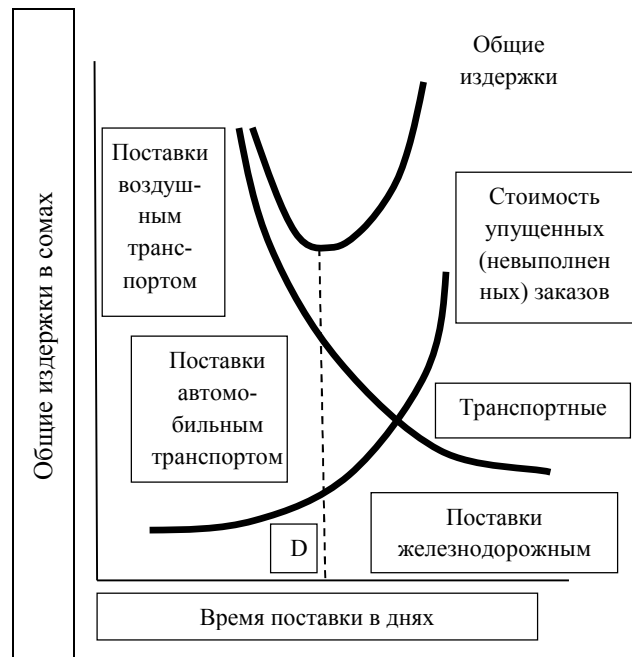 Общие
издержки
Поставки
воздуш-
ным
транс-
портом
Стоимость
упущенных
(невыполнен
ных) заказов
Общие издержки в сомах
Поставки
автомо-
бильным
транспортом
Транспортные
Поставки
железнодорожным
D
Время поставки в днях